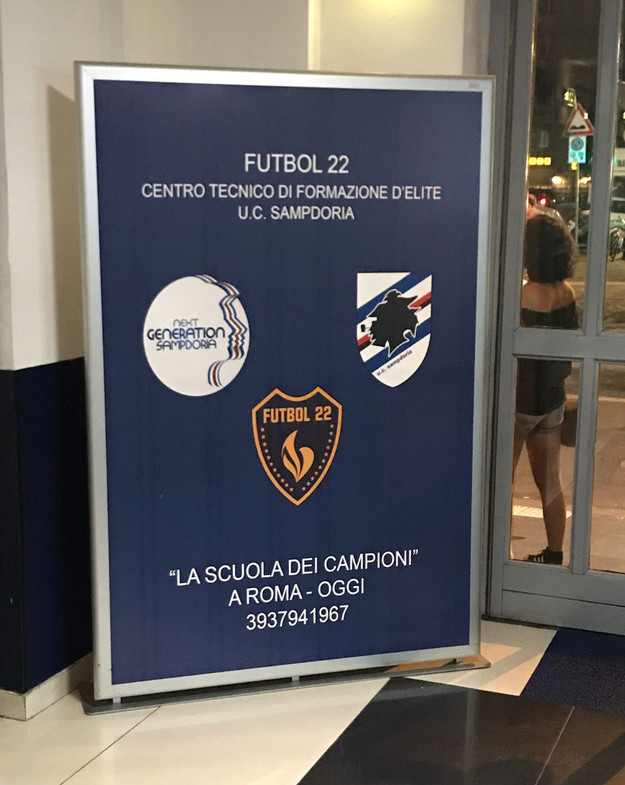 FUTBOL 22
CENTRO TECNICO DI FORMAZIONE D'ELITE
U.C. SAMPDORIA
NEXT
GENERATION
SAMPDORIA
u.c. sampdoria
FUTBOL 22
“LA SCUOLA DEI CAMPIONI”
A ROMA - OGGI
3937941967